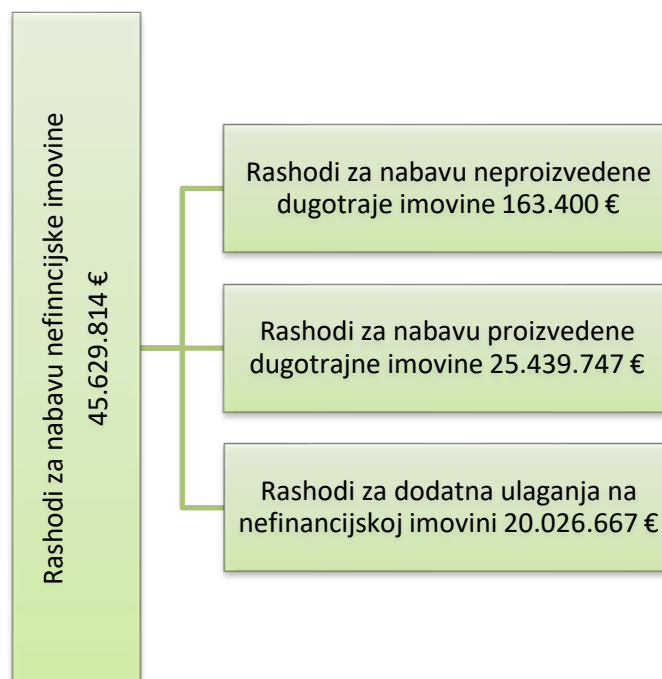 Rashodi za nabavu nefinncijske imovine
45.629.814 €
Rashodi za nabavu neproizvedene
dugotraje imovine 163.400 €
Rashodi za nabavu proizvedene
dugotrajne imovine 25.439.747 €
Rashodi za dodatna ulaganja na
nefinancijskoj imovini 20.026.667 €